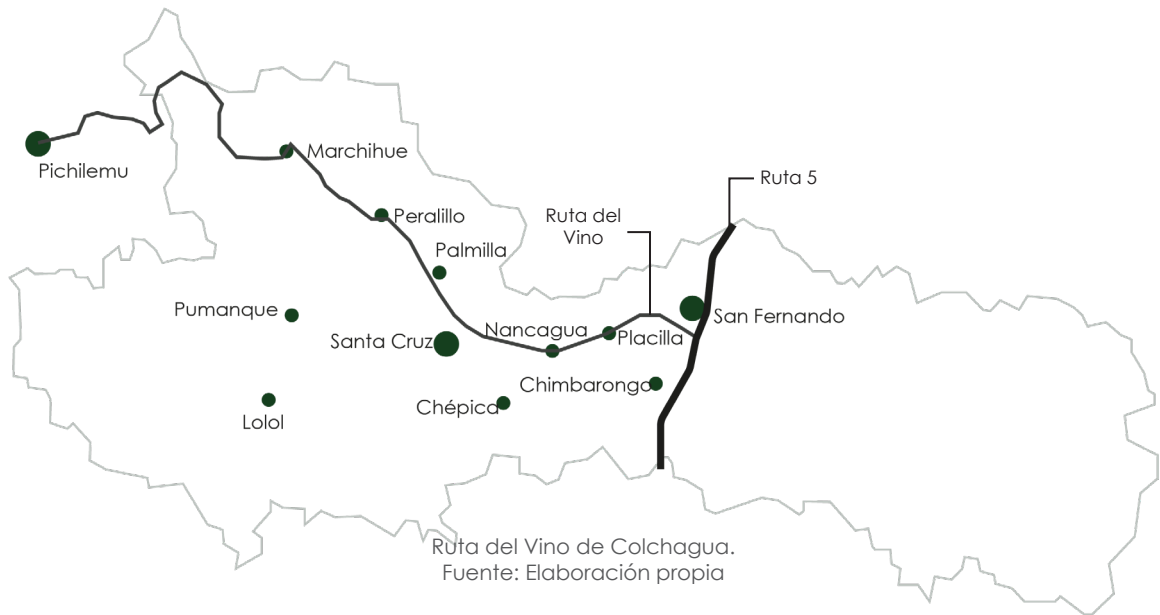 Pichilemu
Marchihue
Peralillo
Palmilla
Ruta del
Vino
Ruta 5
Pumanque
Santa Cruz
Nancagua
Placilla
San Fernando
Lolol
Chépica
Chimbarongo
Ruta del Vino de Colchagua.
Fuente: Elaboración propia